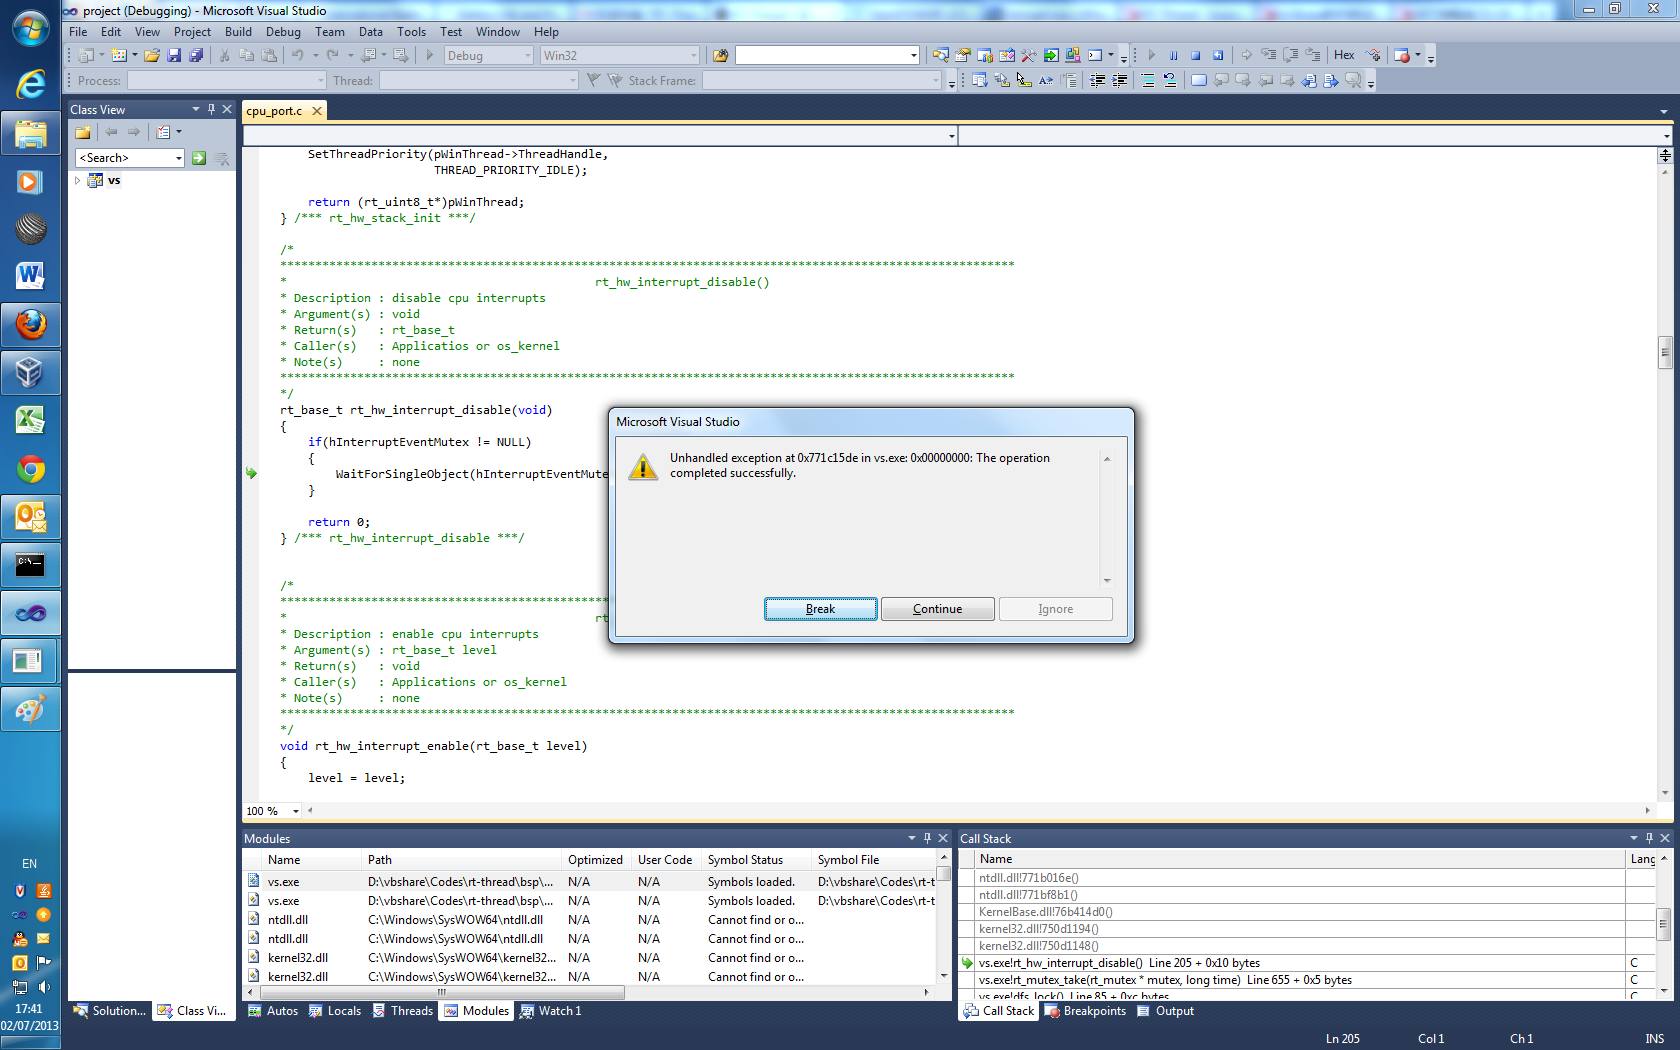 project (Debugging) - Microsoft Visual Studio
File Edit View Project Build Debug Team Data Tools Test Window Help
Debug Win32 Hex
Process: Thread: Stack Frame:
Class View
cpu_port.c
<Search>
vs
SetThreadPriority(pWinThread->ThreadHandle,
THREAD_PRIORITY_IDLE);
return (rt_uint8_t*)pWinThread;
} /*** rt_hw_stack_init ***/
/*
*********************************************************************************************************
* rt_hw_interrupt_disable()
* Description : disable cpu interrupts
* Argument(s) : void
* Return(s) : rt_base_t
* Caller(s) : Applicatios or os_kernel
* Note(s) : none
*********************************************************************************************************
*/
rt_base_t rt_hw_interrupt_disable(void)
{
if(hInterruptEventMutex != NULL)
{
WaitForSingleObject(hInterruptEventMute
}
return 0;
} /*** rt_hw_interrupt_disable ***/
/*
***********************************************
* rt
* Description : enable cpu interrupts
* Argument(s) : rt_base_t level
* Return(s) : void
* Caller(s) : Applications or os_kernel
* Note(s) : none
*********************************************************************************************************
*/
void rt_hw_interrupt_enable(rt_base_t level)
{
level = level;
100 %
Microsoft Visual Studio
Unhandled exception at 0x771c15de in vs.exe: 0x00000000: The operation
completed successfully.
Break Continue Ignore
Modules
Name Path Optimized User Code Symbol Status Symbol File
vs.exe D:\vbshare\Codes\rt-thread\bsp\... N/A N/A Symbols loaded. D:\vbshare\Codes\rt-t
vs.exe D:\vbshare\Codes\rt-thread\bsp\... N/A N/A Symbols loaded. D:\vbshare\Codes\rt-t
ntdll.dll C:\Windows\SysWOW64\ntdll.dll N/A N/A Cannot find or o...
ntdll.dll C:\Windows\SysWOW64\ntdll.dll N/A N/A Cannot find or o...
kernel32.dll C:\Windows\SysWOW64\kernel32... N/A N/A Cannot find or o...
kernel32.dll C:\Windows\SysWOW64\kernel32... N/A N/A Cannot find or o...
Call Stack
Name Lang
ntdll.dll!771b016e()
ntdll.dll!771bf8b1()
KernelBase.dll!76b414d0()
kernel32.dll!750d1194()
kernel32.dll!750d1148()
vs.exe!rt_hw_interrupt_disable() Line 205 + 0x10 bytes C
vs.exe!rt_mutex_take(rt_mutex * mutex, long time) Line 655 + 0x5 bytes C
vs.exe!dfs_lock() Line 85 + 0xc bytes C
Solution... Class Vi... Autos Locals Threads Modules Watch 1 Call Stack Breakpoints Output
Ln 205 Col 1 Ch 1 INS
EN
17:41
02/07/2013